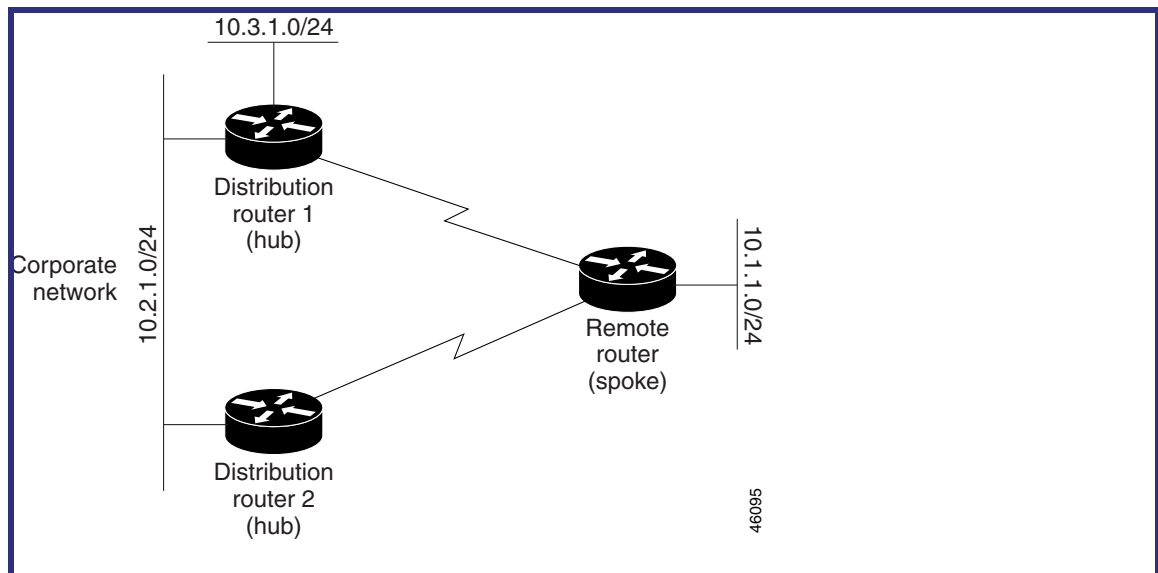 10.3.1.0/24
Distribution
router 1
(hub)
Corporate
network
10.2.1.0/24
Remote
router
(spoke)
10.1.1.0/24
Distribution
router 2
(hub)
46095